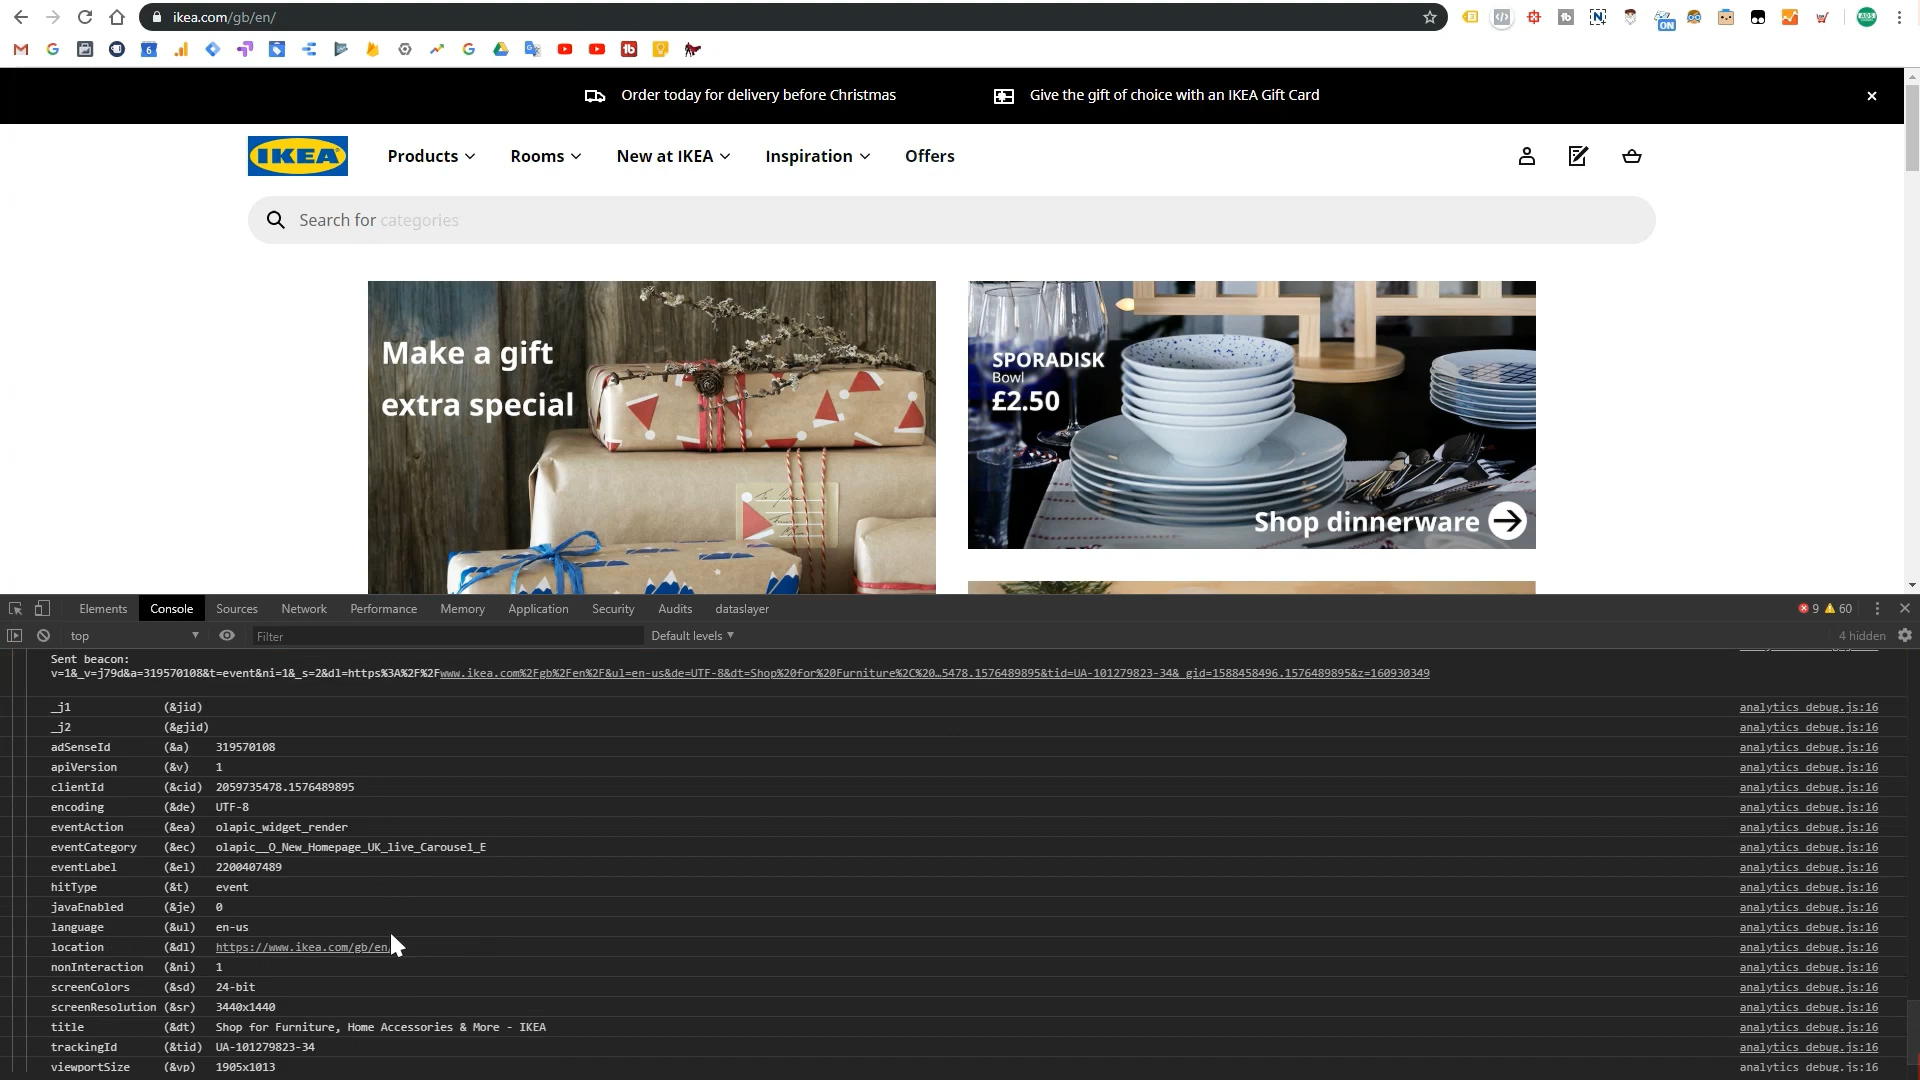 ikea.com/gb/en/
ON
Order today for delivery before Christmas
Give the gift of choice with an IKEA Gift Card
IKEA
Products
Rooms
New at IKEA
Inspiration
Offers
Search for categories
Make a gift
extra special
SPORADISK
Bowl
£2.50
Shop dinnerware
Elements Console Sources Network Performance Memory Application Security Audits dataslayer 9 60
top Filter Default levels 4 hidden
Sent beacon:
v=1&_v=j79d&a=319570108&t=event&ni=1&_s=2&dl=https%3A%2F%2Fwww.ikea.com%2Fgb%2Fen%2F&ul=en-us&de=UTF-8&dt=Shop%20for%20Furniture%2C%20…5478.1576489895&tid=UA-101279823-34&_gid=1588458496.1576489895&z=160930349
_j1 (&jid) analytics_debug.js:16
_j2 (&gjid) analytics_debug.js:16
adSenseId (&a) 319570108 analytics_debug.js:16
apiVersion (&v) 1 analytics_debug.js:16
clientId (&cid) 2059735478.1576489895 analytics_debug.js:16
encoding (&de) UTF-8 analytics_debug.js:16
eventAction (&ea) olapic_widget_render analytics_debug.js:16
eventCategory (&ec) olapic__O_New_Homepage_UK_live_Carousel_E analytics_debug.js:16
eventLabel (&el) 2200407489 analytics_debug.js:16
hitType (&t) event analytics_debug.js:16
javaEnabled (&je) 0 analytics_debug.js:16
language (&ul) en-us analytics_debug.js:16
location (&dl) https://www.ikea.com/gb/en/ analytics_debug.js:16
nonInteraction (&ni) 1 analytics_debug.js:16
screenColors (&sd) 24-bit analytics_debug.js:16
screenResolution (&sr) 3440x1440 analytics_debug.js:16
title (&dt) Shop for Furniture, Home Accessories & More - IKEA analytics_debug.js:16
trackingId (&tid) UA-101279823-34 analytics_debug.js:16
viewportSize (&vp) 1905x1013 analytics_debug.js:16